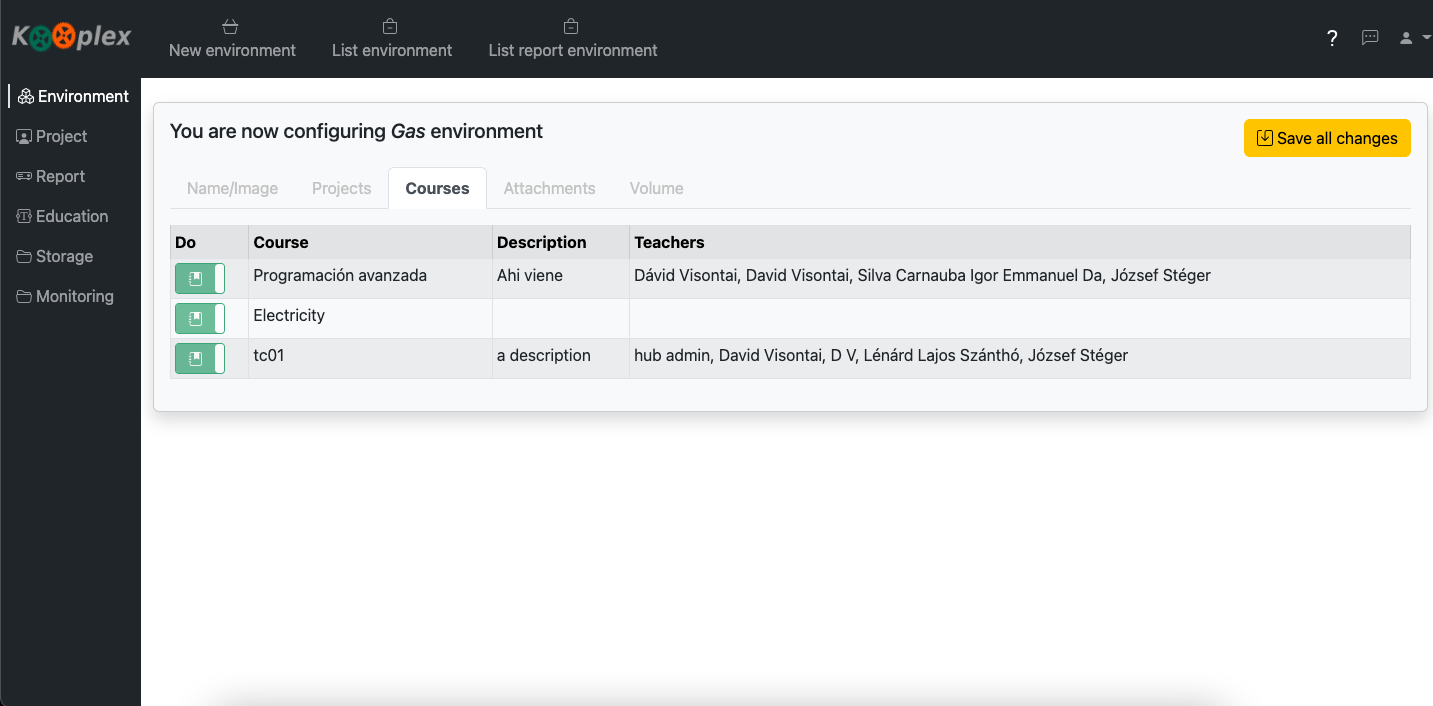 Kooplex
New environment
List environment
List report environment
?
Environment
Project
Report
Education
Storage
Monitoring
You are now configuring Gas environment
Save all changes
Name/Image Projects Courses Attachments Volume
Do Course Description Teachers
Programación avanzada Ahi viene Dávid Visontai, David Visontai, Silva Carnauba Igor Emmanuel Da, József Stéger
Electricity
tc01 a description hub admin, David Visontai, D V, Lénárd Lajos Szánthó, József Stéger